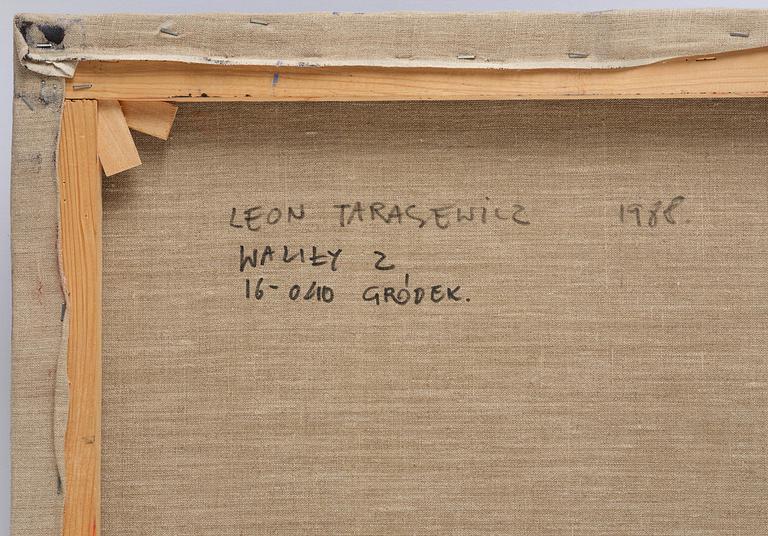 LEON TARASEWICZ 1988.
WALIŁY 2
16-040 GRÓDEK.